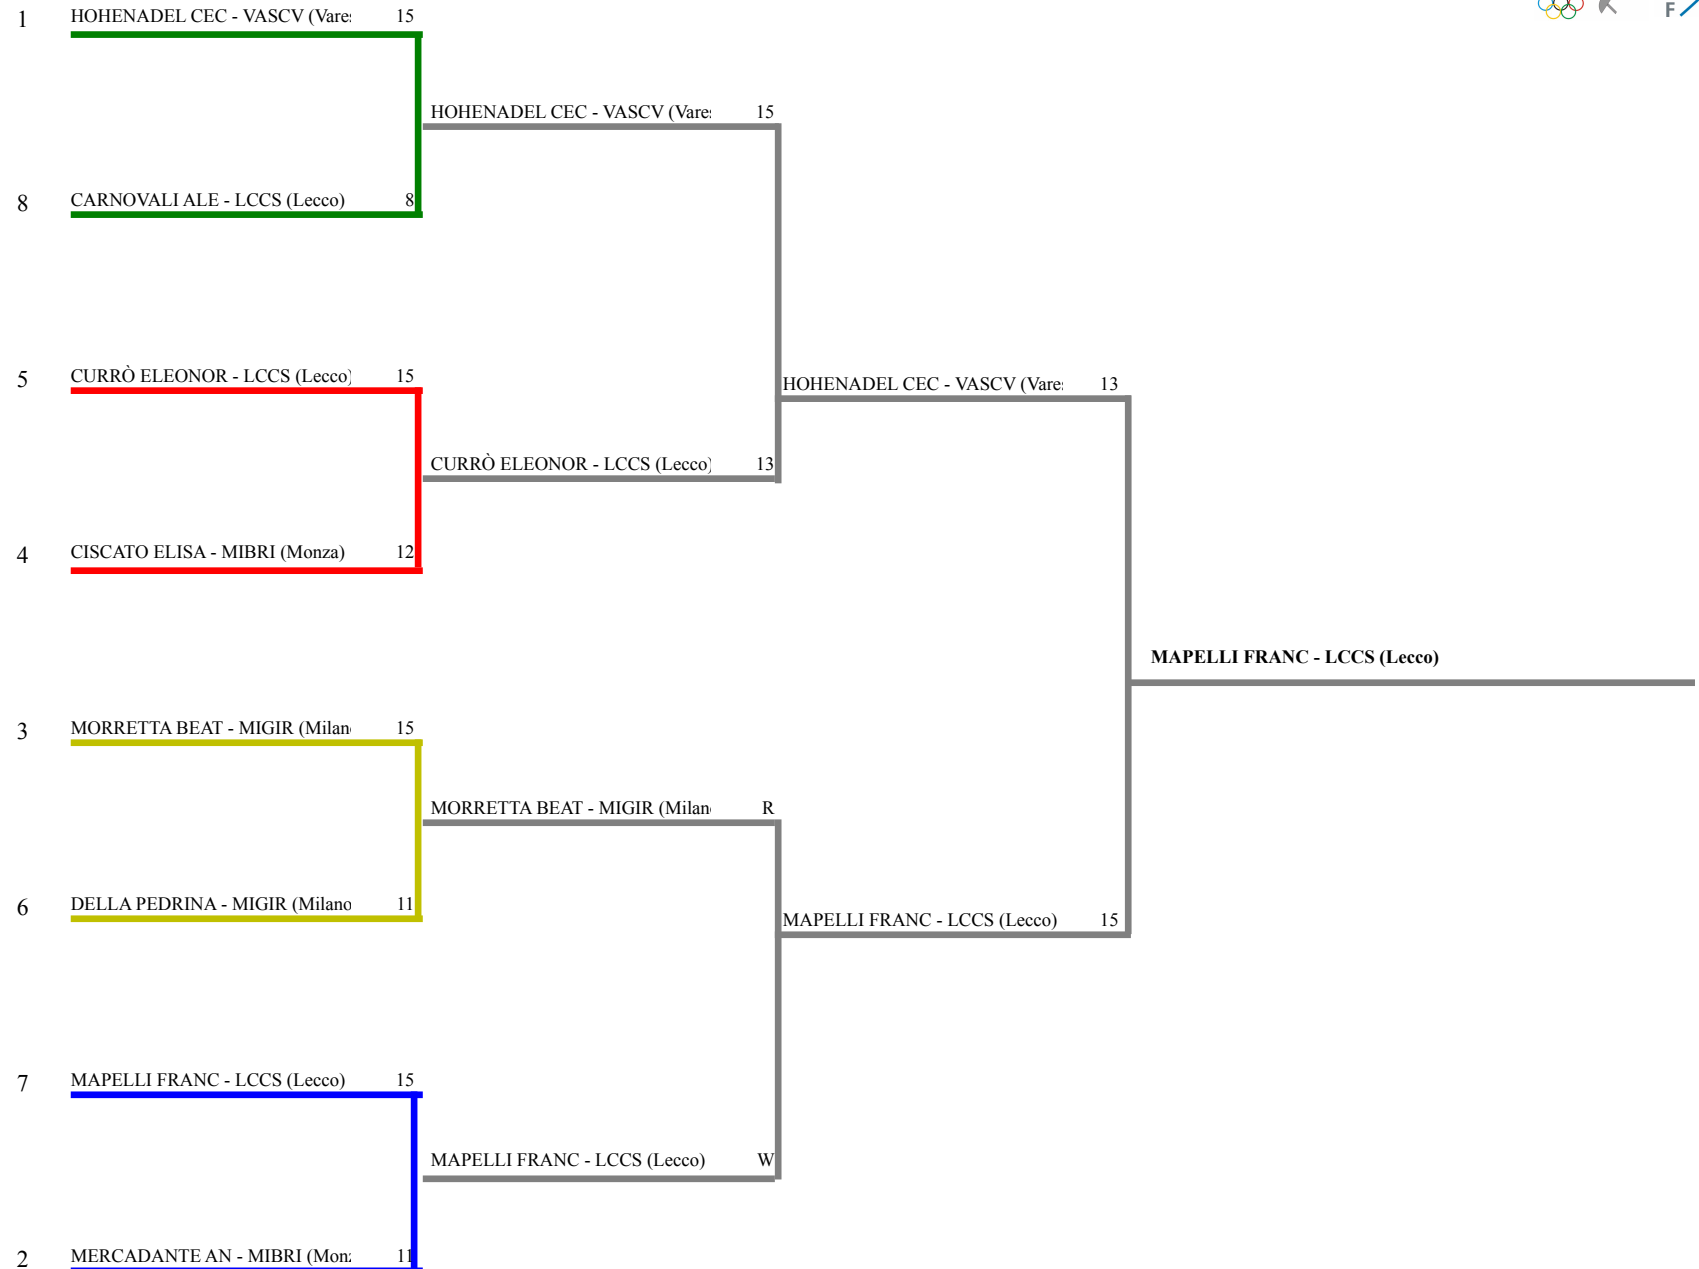 1 HOHENADEL CEC - VASCV (Vare 15
HOHENADEL CEC - VASCV (Vare 15
8 CARNOVALI ALE - LCCS (Lecco) 8
5 CURRÒ ELEONOR - LCCS (Lecco) 15
HOHENADEL CEC - VASCV (Vare 13
CURRÒ ELEONOR - LCCS (Lecco) 13
4 CISCATO ELISA - MIBRI (Monza) 12
MAPELLI FRANC - LCCS (Lecco)
3 MORRETTA BEAT - MIGIR (Milan 15
MORRETTA BEAT - MIGIR (Milan R
6 DELLA PEDRINA - MIGIR (Milano 11
MAPELLI FRANC - LCCS (Lecco) 15
7 MAPELLI FRANC - LCCS (Lecco) 15
MAPELLI FRANC - LCCS (Lecco) W
2 MERCADANTE AN - MIBRI (Mon 11
F